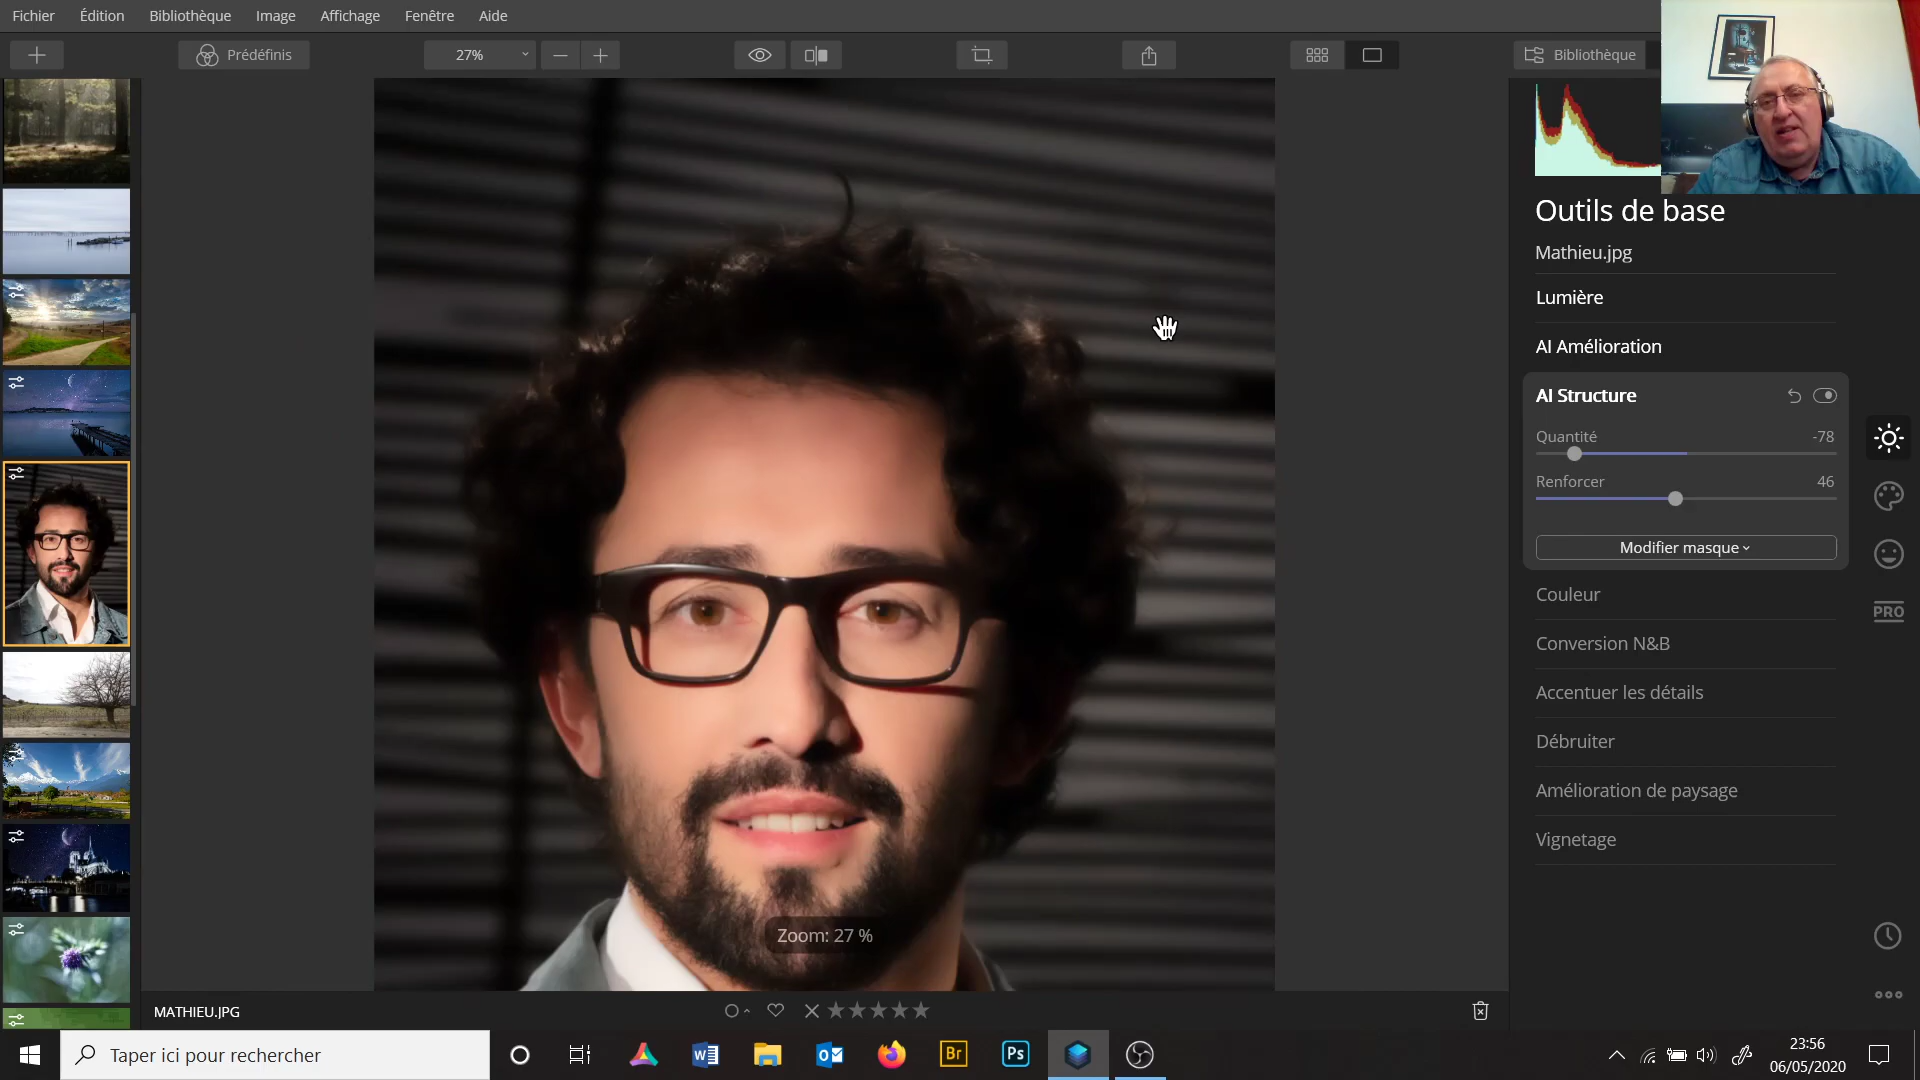 Fichier Édition Bibliothèque Image Affichage Fenêtre Aide
Prédéfinis 27% Bibliothèque
Outils de base
Mathieu.jpg
Lumière
AI Amélioration
AI Structure
Quantité -78
Renforcer 46
Modifier masque
Couleur
Conversion N&B
PRO
Accentuer les détails
Débruiter
Amélioration de paysage
Vignetage
Zoom: 27 %
MATHIEU.JPG
Taper ici pour rechercher
Br
Ps
23:56
06/05/2020